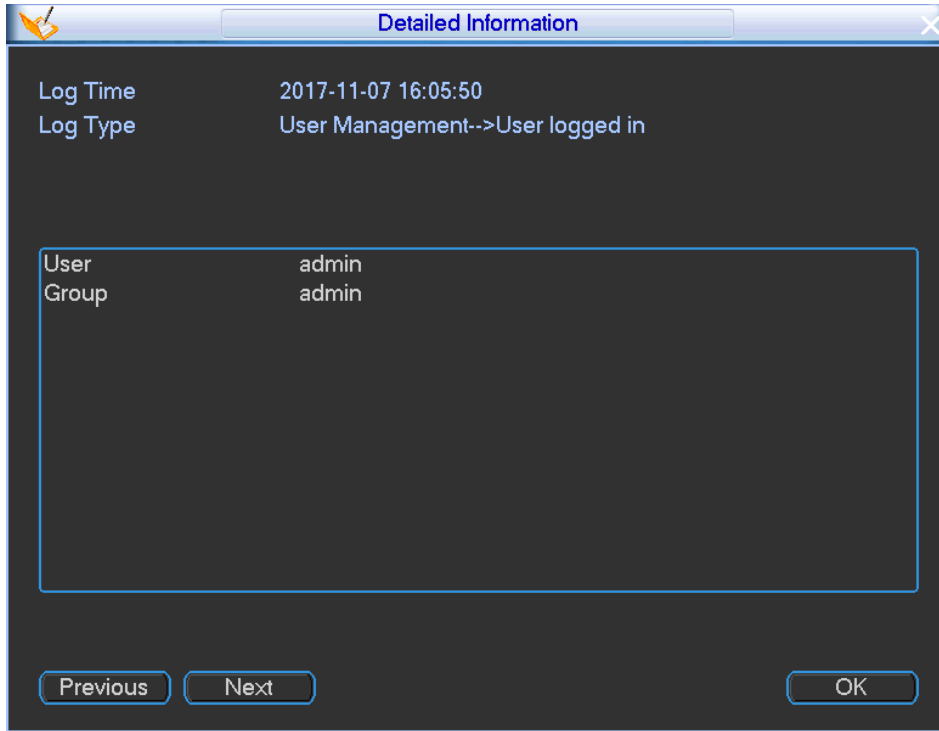 Detailed Information
Log Time 2017-11-07 16:05:50
Log Type User Management-->User logged in
User admin
Group admin
Previous Next OK